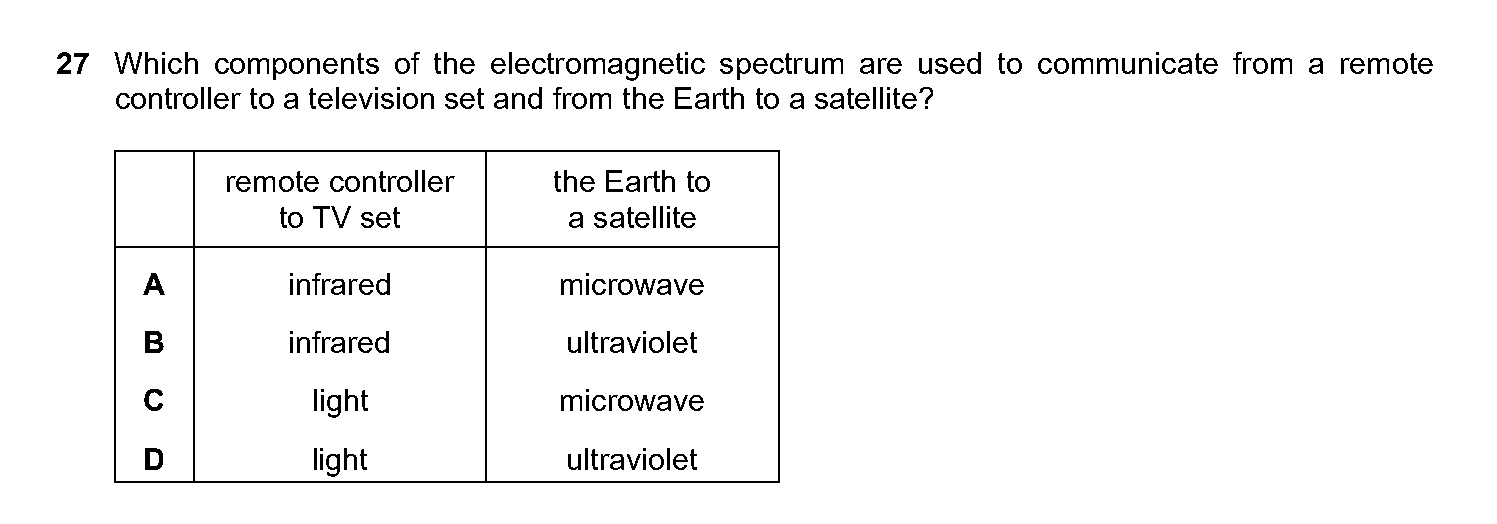 27 Which components of the electromagnetic spectrum are used to communicate from a remote
controller to a television set and from the Earth to a satellite?
remote controller to TV set
the Earth to a satellite
A infrared microwave
B infrared ultraviolet
C light microwave
D light ultraviolet